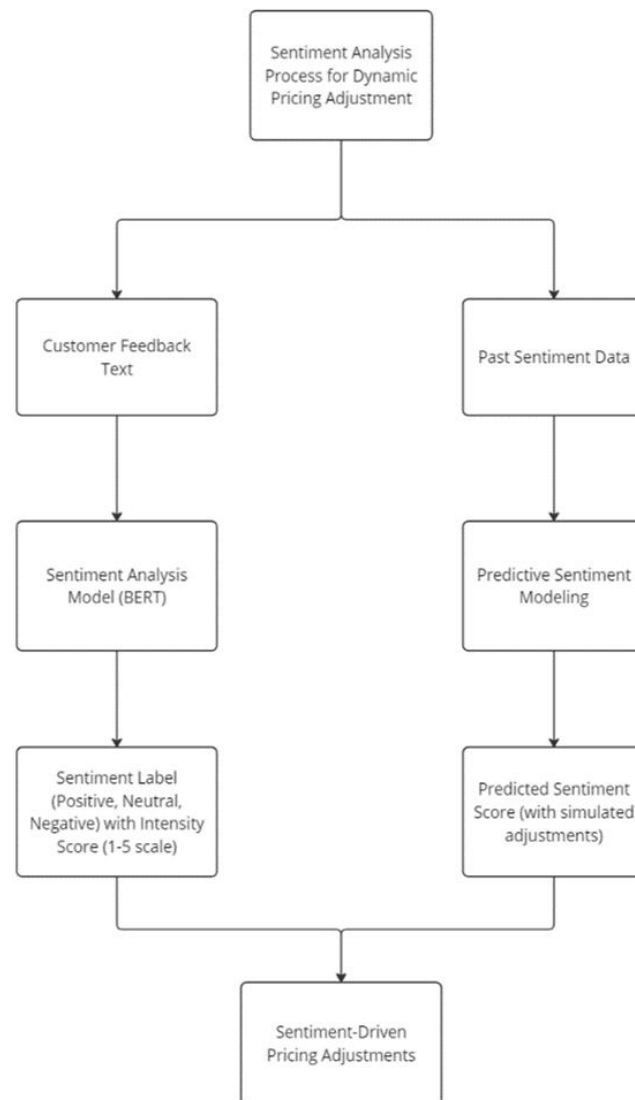 Sentiment Analysis
Process for Dynamic
Pricing Adjustment
Customer Feedback
Text
Past Sentiment Data
Sentiment Analysis
Model (BERT)
Predictive Sentiment
Modeling
Sentiment Label
(Positive, Neutral,
Negative) with Intensity
Score (1-5 scale)
Predicted Sentiment
Score (with simulated
adjustments)
Sentiment-Driven
Pricing Adjustments